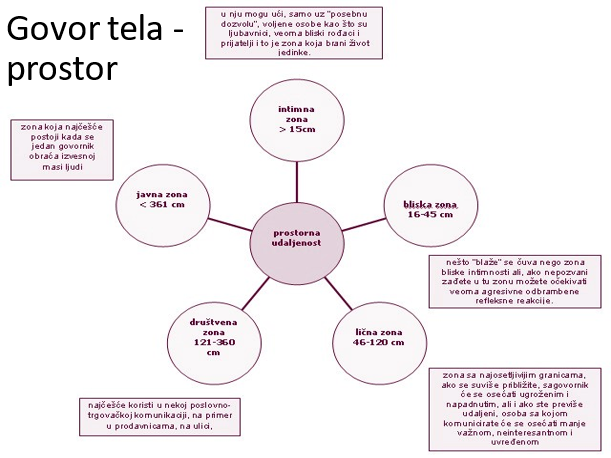 Govor tela -
prostor
u nju mogu ući, samo uz "posebnu
dozvolu", voljene osobe kao što su
ljubavnici, veoma bliski rođaci i
prijatelji i to je zona koja brani život
jedinke.
intimna
zona
> 15cm
zona koja najčešće
postoji kada se
jedan govornik
obraća izvesnoj
masi ljudi
javna zona
< 361 cm
bliska zona
16-45 cm
prostorna
udaljenost
nešto "blaže" se čuva nego zona
bliske intimnosti ali, ako nepozvani
zađete u tu zonu možete očekivati
veoma agresivne odbrambene
refleksne reakcije.
društvena
zona
121-360
cm
lična zona
46-120 cm
najčešće koristi u nekoj poslovno-
trgovačkoj komunikaciji, na primer
u prodavnicama, na ulici,
zona sa najosetljivijim granicama,
ako se suviše približite, sagovornik
će se osećati ugroženim i
napadnutim, ali i ako ste previše
udaljeni, osoba sa kojom
komunicirate će se osećati manje
važnom, neinteresantnom i
uvređenom